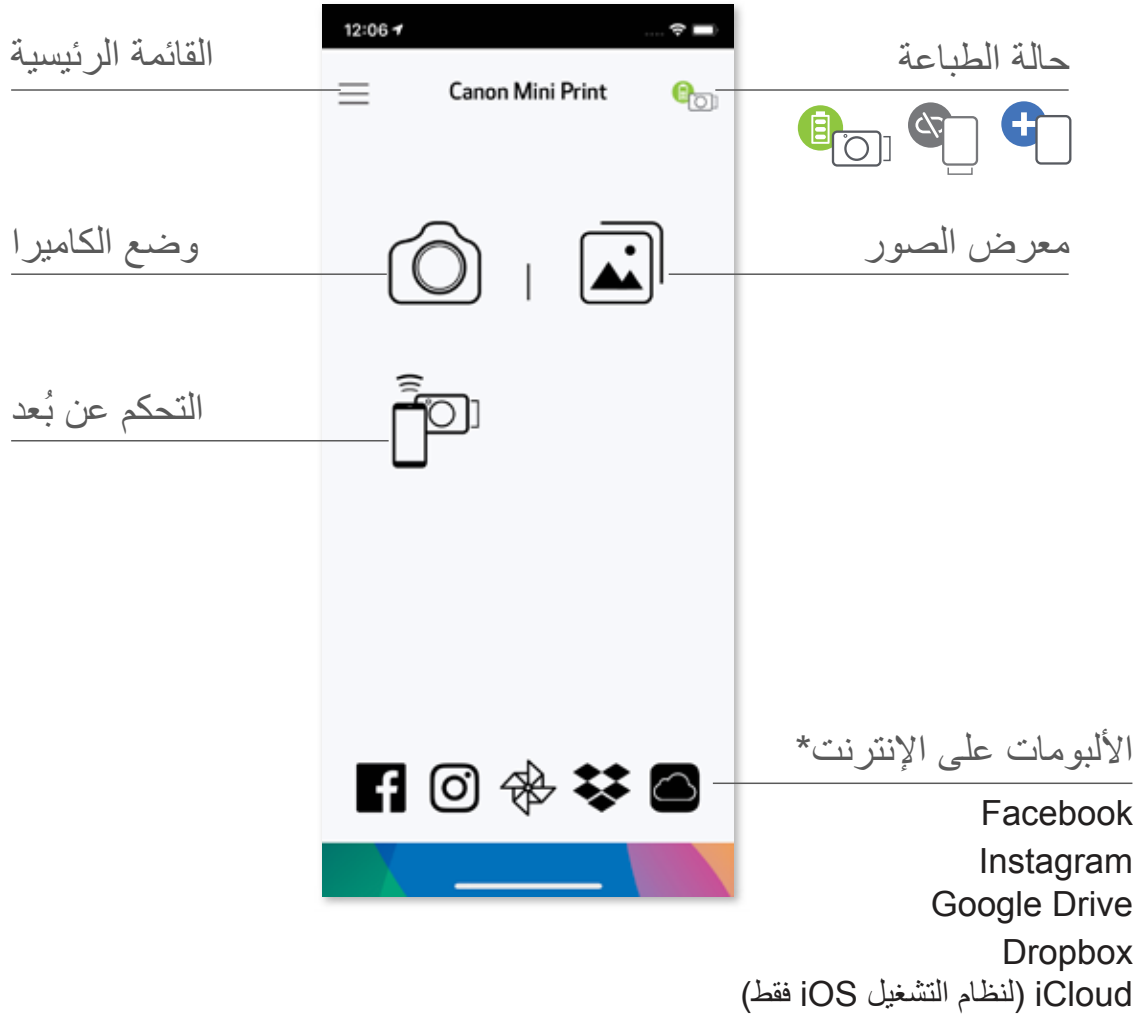 12:06
القائمة الرئيسية
Canon Mini Print
حالة الطباعة
وضع الكاميرا
معرض الصور
التحكم عن بُعد
الألبومات على الإنترنت*
Facebook
Instagram
Google Drive
Dropbox
iCloud (لنظام التشغيل iOS فقط)